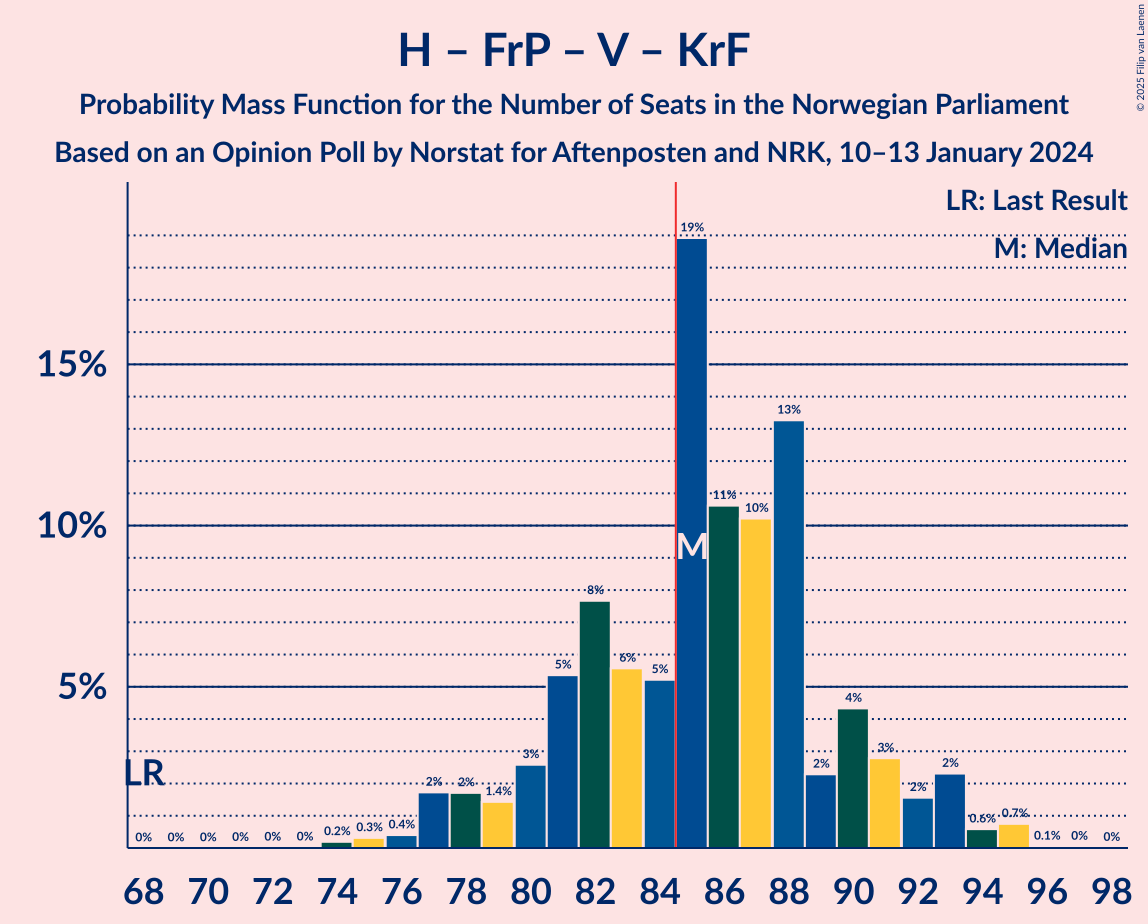 H – FrP – V – KrF
Probability Mass Function for the Number of Seats in the Norwegian Parliament
Based on an Opinion Poll by Norstat for Aftenposten and NRK, 10–13 January 2024
© 2025 Filip van Laenen
LR: Last Result
M: Median
15%
10%
5%
LR
M
0% 0% 0% 0% 0% 0% 0.2% 0.3% 0.4% 2% 2% 1.4% 3% 5% 8% 6% 5% 19% 11% 10% 13% 2% 4% 3% 2% 2% 0.6% 0.7% 0.1% 0% 0%
68 70 72 74 76 78 80 82 84 86 88 90 92 94 96 98